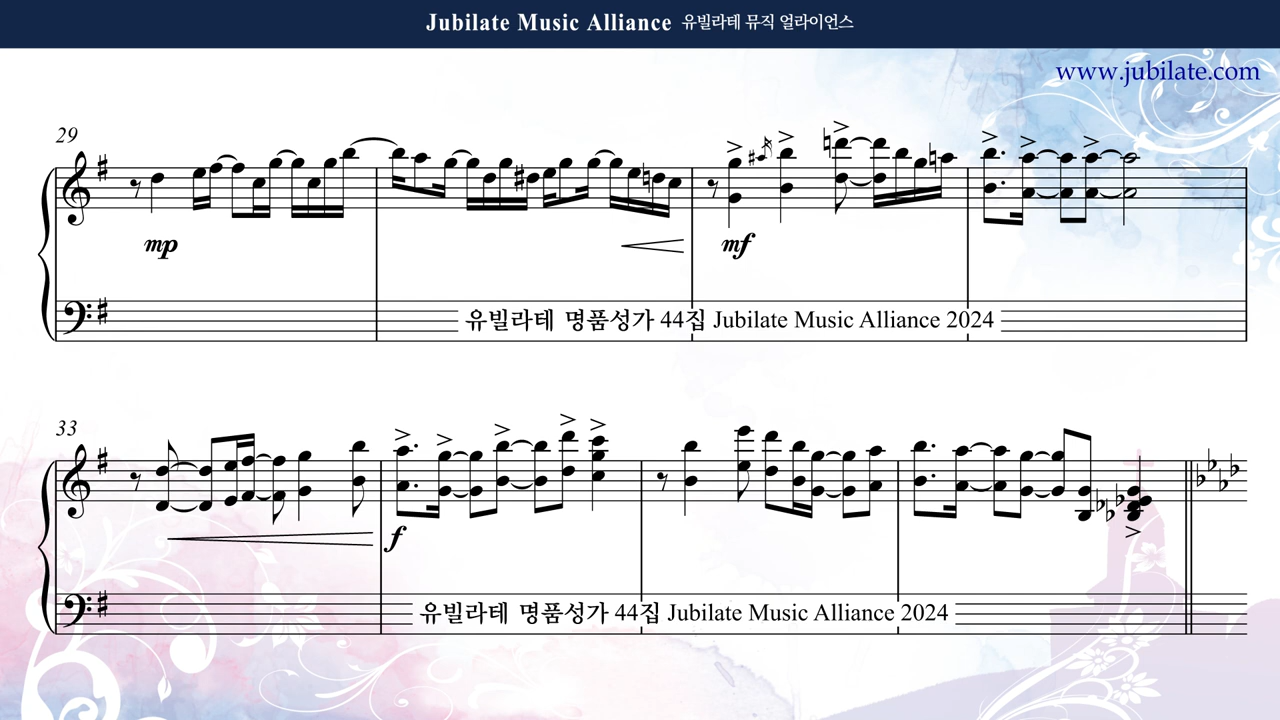 Jubilate Music Alliance 유빌라테 뮤직 얼라이언스
www.jubilate.com
29
mp
mf
유빌라테 명품성가 44집 Jubilate Music Alliance 2024
33
f
유빌라테 명품성가 44집 Jubilate Music Alliance 2024